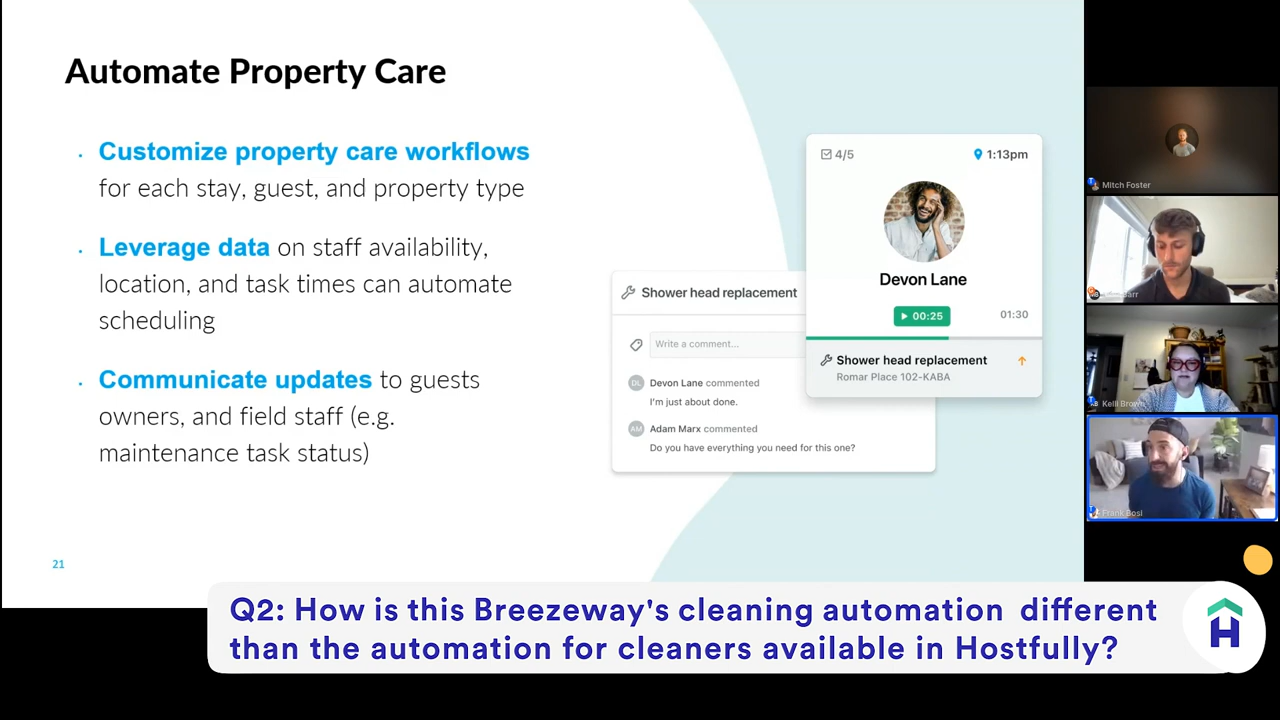 Automate Property Care
Customize property care workflows
for each stay, guest, and property type
Leverage data on staff availability,
location, and task times can automate
scheduling
Communicate updates to guests
owners, and field staff (e.g.
maintenance task status)
21
Shower head replacement
Write a comment...
DL Devon Lane commented
I'm just about done.
AM Adam Marx commented
Do you have everything you need for this one?
4/5
1:13pm
Devon Lane
00:25
01:30
Shower head replacement
Romar Place 102-KABA
Mitch Foster
Kelli Brown
Frank Bosi
Q2: How is this Breezeway's cleaning automation different
than the automation for cleaners available in Hostfully?
H